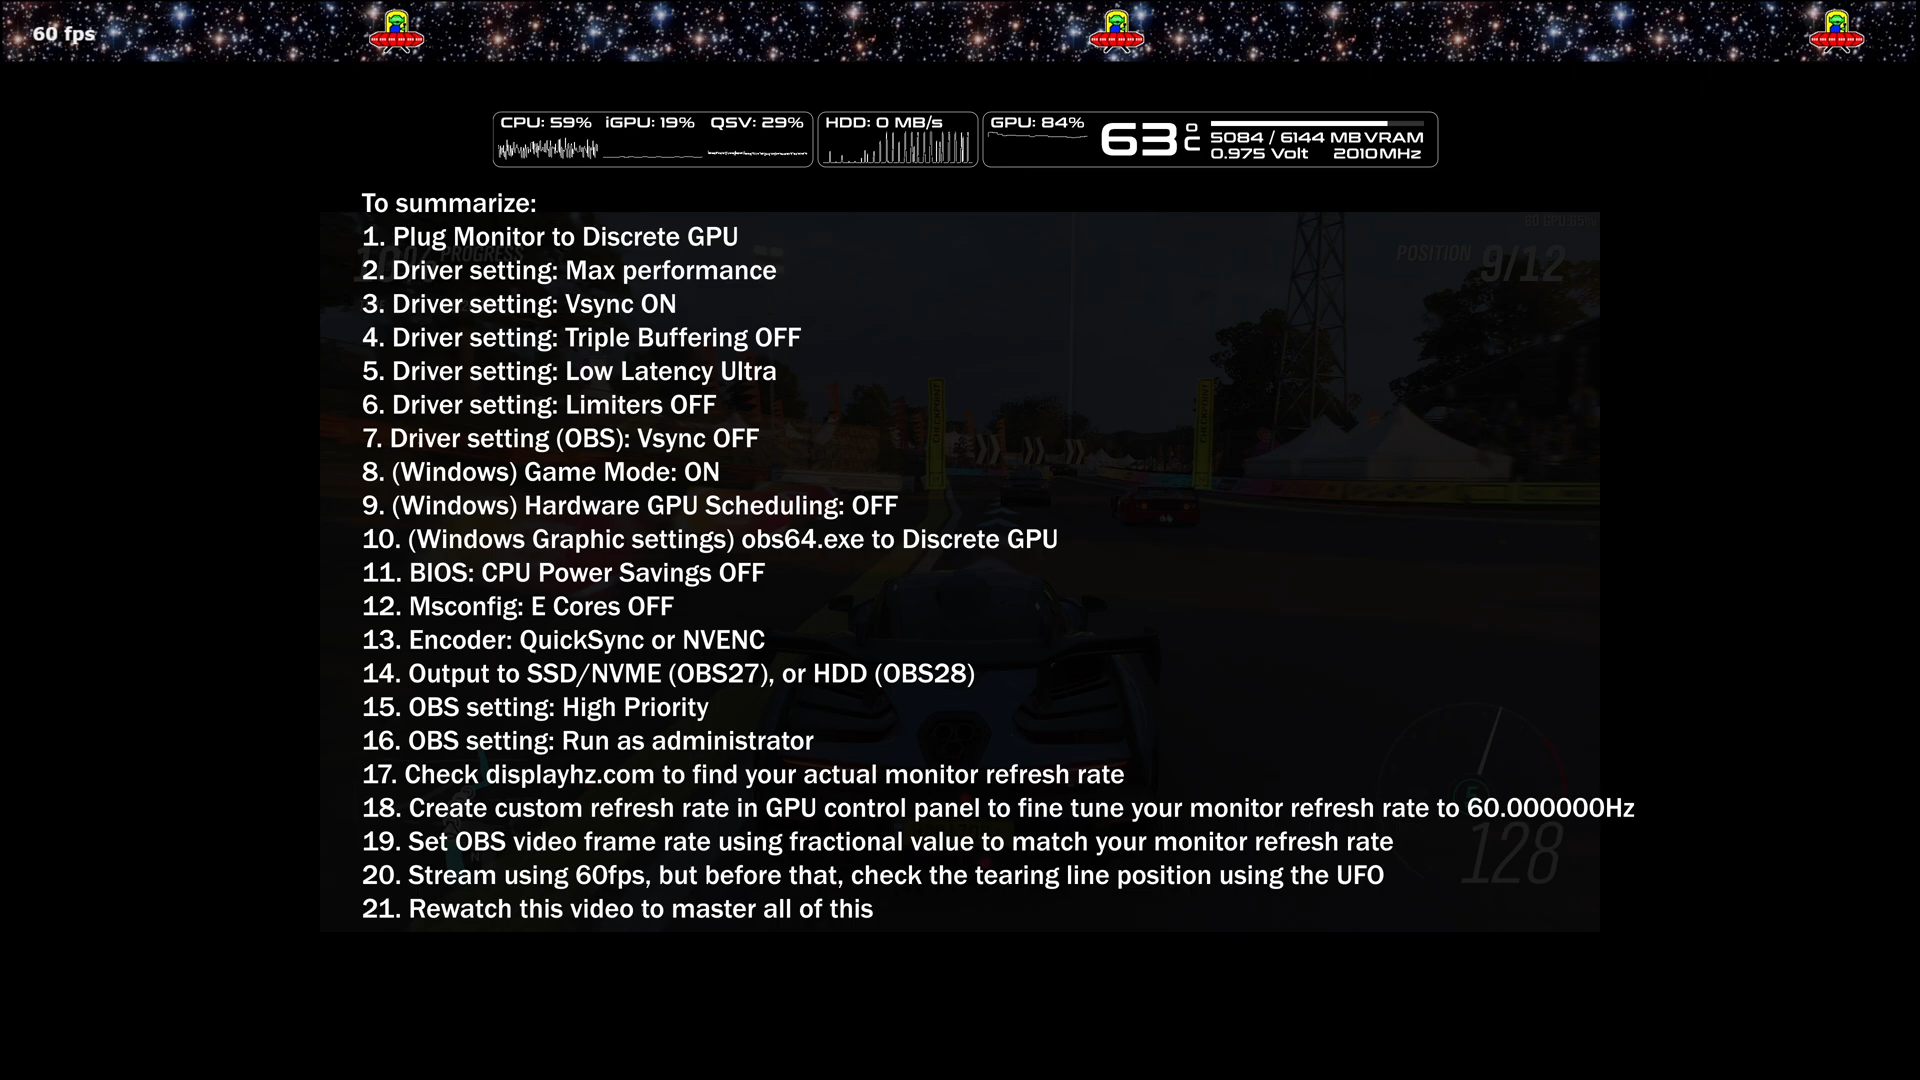 60 fps
CPU: 59% iGPU: 19% QSV: 29% HDD: 0 MB/s GPU: 84% 63°C 5084 / 6144 MB VRAM
0.975 Volt 2010MHz
To summarize:
1. Plug Monitor to Discrete GPU
2. Driver setting: Max performance
3. Driver setting: Vsync ON
4. Driver setting: Triple Buffering OFF
5. Driver setting: Low Latency Ultra
6. Driver setting: Limiters OFF
7. Driver setting (OBS): Vsync OFF
8. (Windows) Game Mode: ON
9. (Windows) Hardware GPU Scheduling: OFF
10. (Windows Graphic settings) obs64.exe to Discrete GPU
11. BIOS: CPU Power Savings OFF
12. Msconfig: E Cores OFF
13. Encoder: QuickSync or NVENC
14. Output to SSD/NVME (OBS27), or HDD (OBS28)
15. OBS setting: High Priority
16. OBS setting: Run as administrator
17. Check displayhz.com to find your actual monitor refresh rate
18. Create custom refresh rate in GPU control panel to fine tune your monitor refresh rate to 60.000000Hz
19. Set OBS video frame rate using fractional value to match your monitor refresh rate
20. Stream using 60fps, but before that, check the tearing line position using the UFO
21. Rewatch this video to master all of this
PROGRESS
POSITION 9/12
CHECKPOINT
128